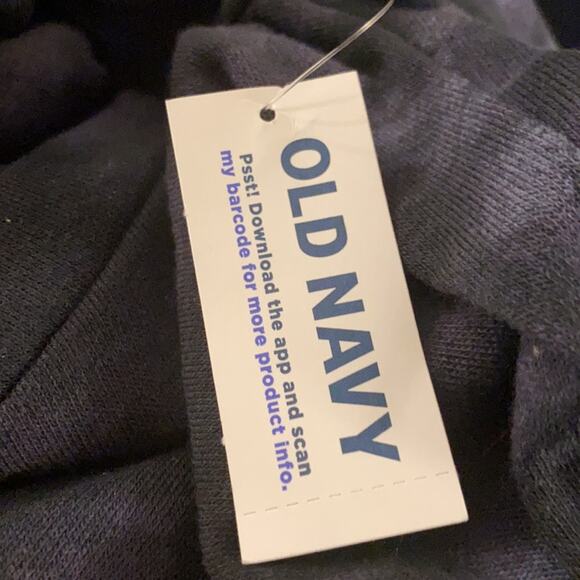 OLD NAVY
Psst! Download the app and scan
my barcode for more product info.